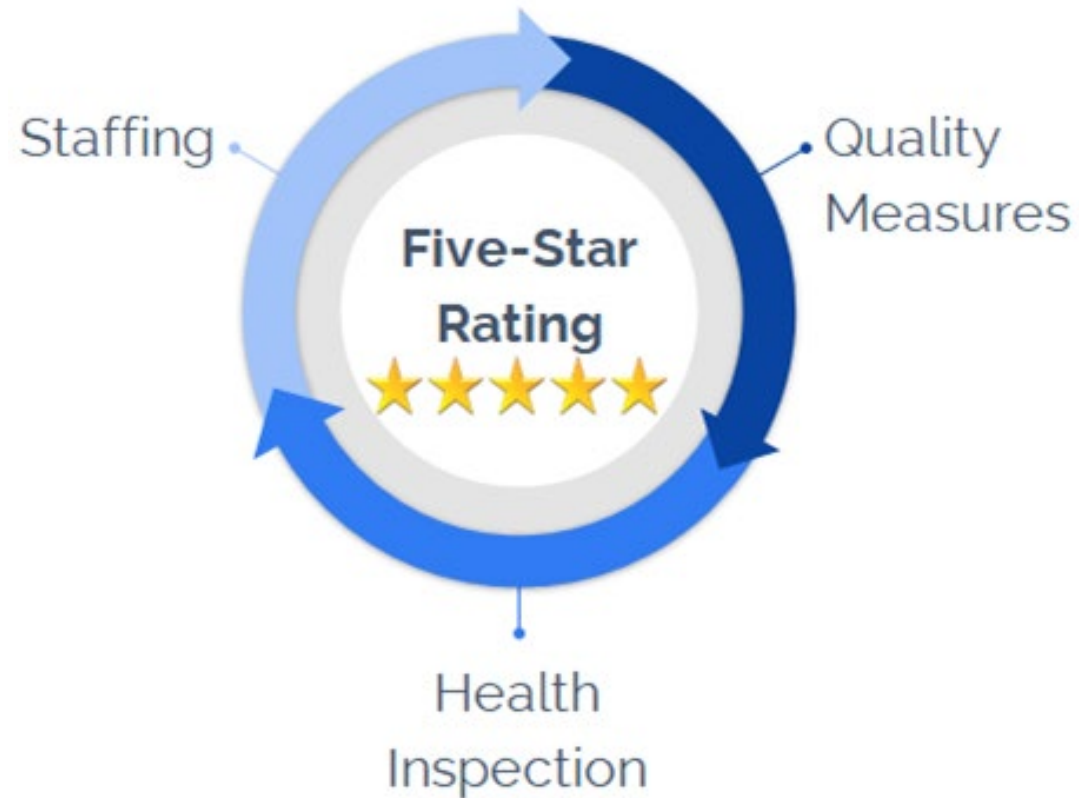 Staffing
Quality
Measures
Five-Star
Rating
Health
Inspection